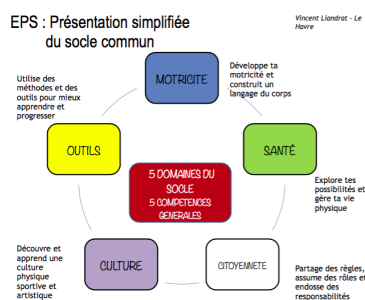 EPS : Présentation simplifiée
du socle commun
Vincent Liandrat - Le
Havre
MOTRICITE
Développe ta
motricité et
construit un
langage du corps
Utilise des
méthodes et des
outils pour mieux
apprendre et
progresser
OUTILS
SANTÉ
5 DOMAINES DU
SOCLE
5 COMPETENCES
GENERALES
Explore tes
possibilités et
gère ta vie
physique
Découvre et
apprend une
culture
physique
sportive et
artistique
CULTURE
CITOYENNETE
Partage des règles,
assume des rôles et
endosse des
responsabilités